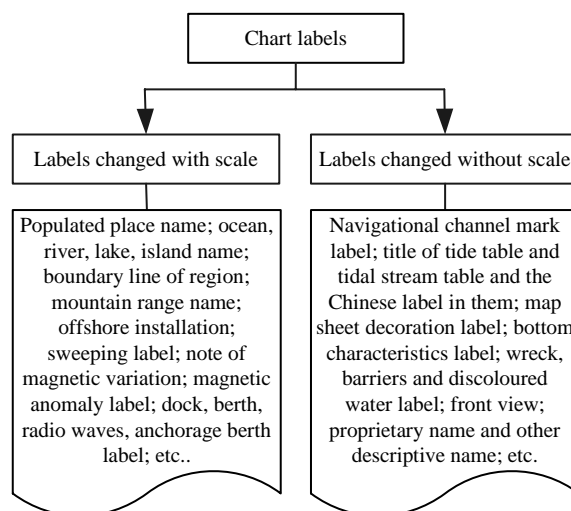 Chart labels
Labels changed with scale
Labels changed without scale
Populated place name; ocean,
river, lake, island name;
boundary line of region;
mountain range name;
offshore installation;
sweeping label; note of
magnetic variation; magnetic
anomaly label; dock, berth,
radio waves, anchorage berth
label; etc..
Navigational channel mark
label; title of tide table and
tidal stream table and the
Chinese label in them; map
sheet decoration label; bottom
characteristics label; wreck,
barriers and discoloured
water label; front view;
proprietary name and other
descriptive name; etc.